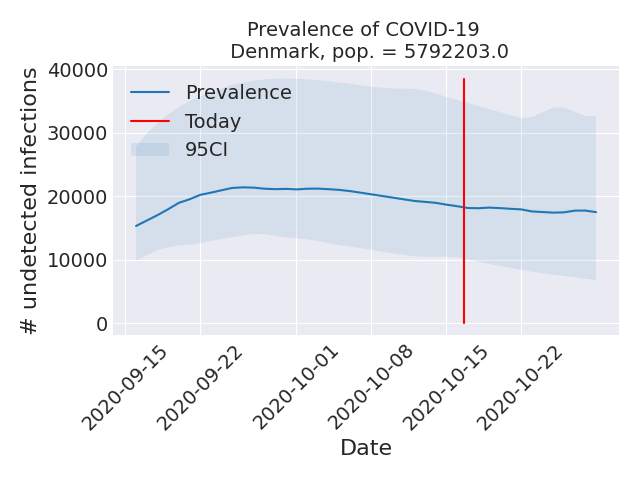 Prevalence of COVID-19
Denmark, pop. = 5792203.0
# undetected infections
40000
30000
20000
10000
0
Prevalence
Today
95CI
2020-09-15
2020-09-22
2020-10-01
2020-10-08
2020-10-15
2020-10-22
Date